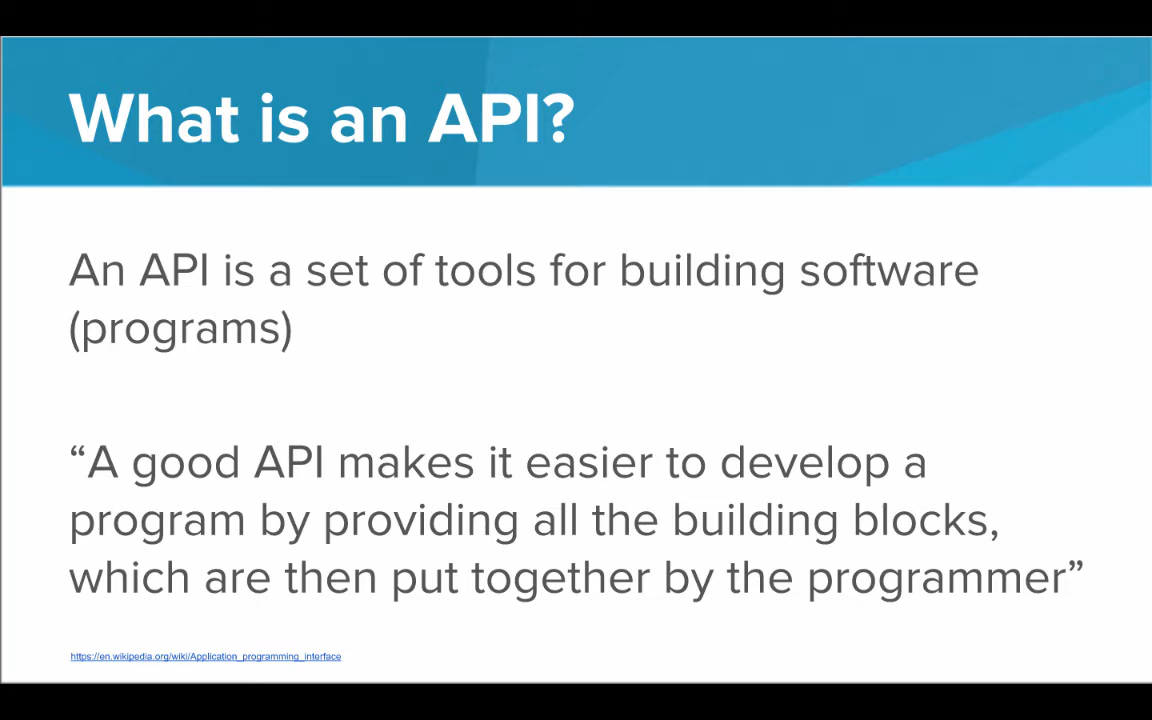 What is an API?
An API is a set of tools for building software
(programs)
“A good API makes it easier to develop a
program by providing all the building blocks,
which are then put together by the programmer”
https://en.wikipedia.org/wiki/Application_programming_interface